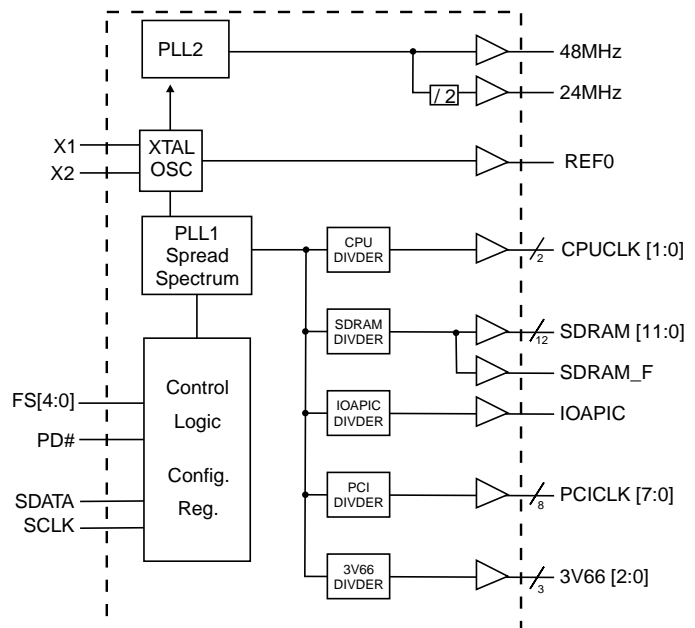 PLL2
48MHz
/ 2
24MHz
X1
X2
XTAL
OSC
REF0
PLL1
Spread
Spectrum
CPU
DIVDER
2
CPUCLK [1:0]
SDRAM
DIVDER
12
SDRAM [11:0]
SDRAM_F
Control
Logic
Config.
Reg.
FS[4:0]
PD#
SDATA
SCLK
IOAPIC
DIVDER
IOAPIC
PCI
DIVDER
8
PCICLK [7:0]
3V66
DIVDER
3
3V66 [2:0]